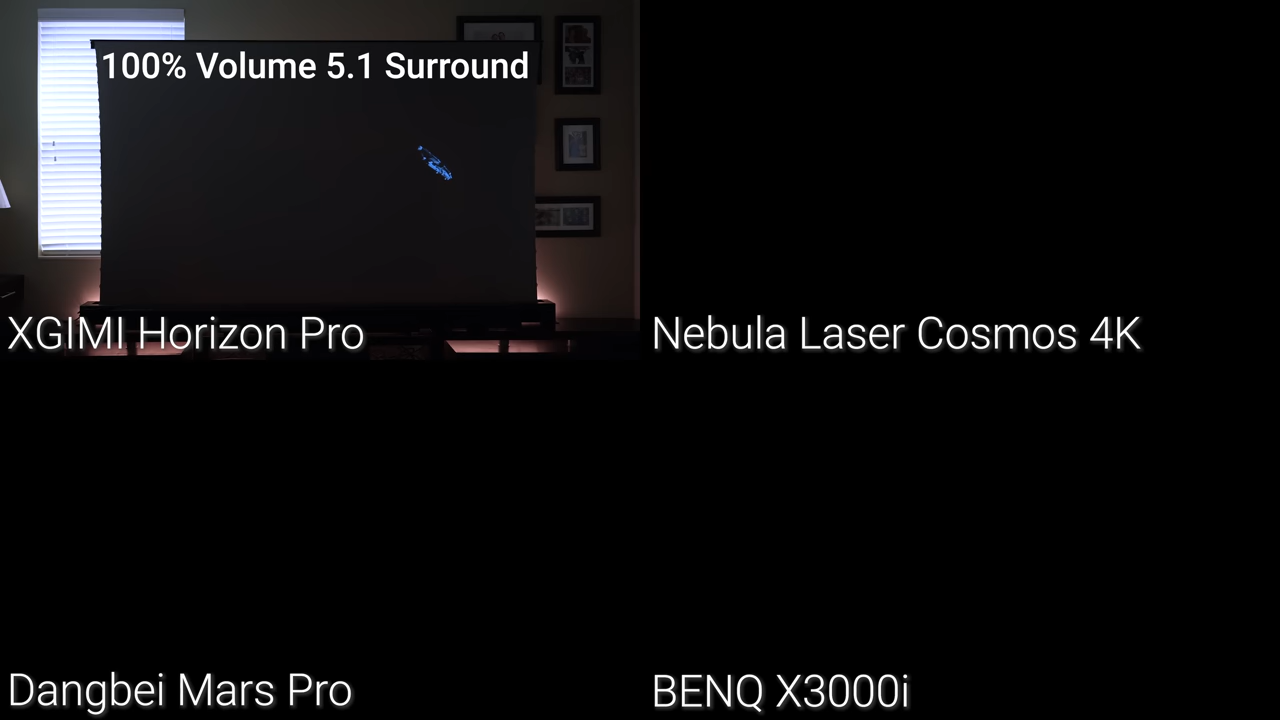 100% Volume 5.1 Surround
XGIMI Horizon Pro
Nebula Laser Cosmos 4K
Dangbei Mars Pro
BENQ X3000i